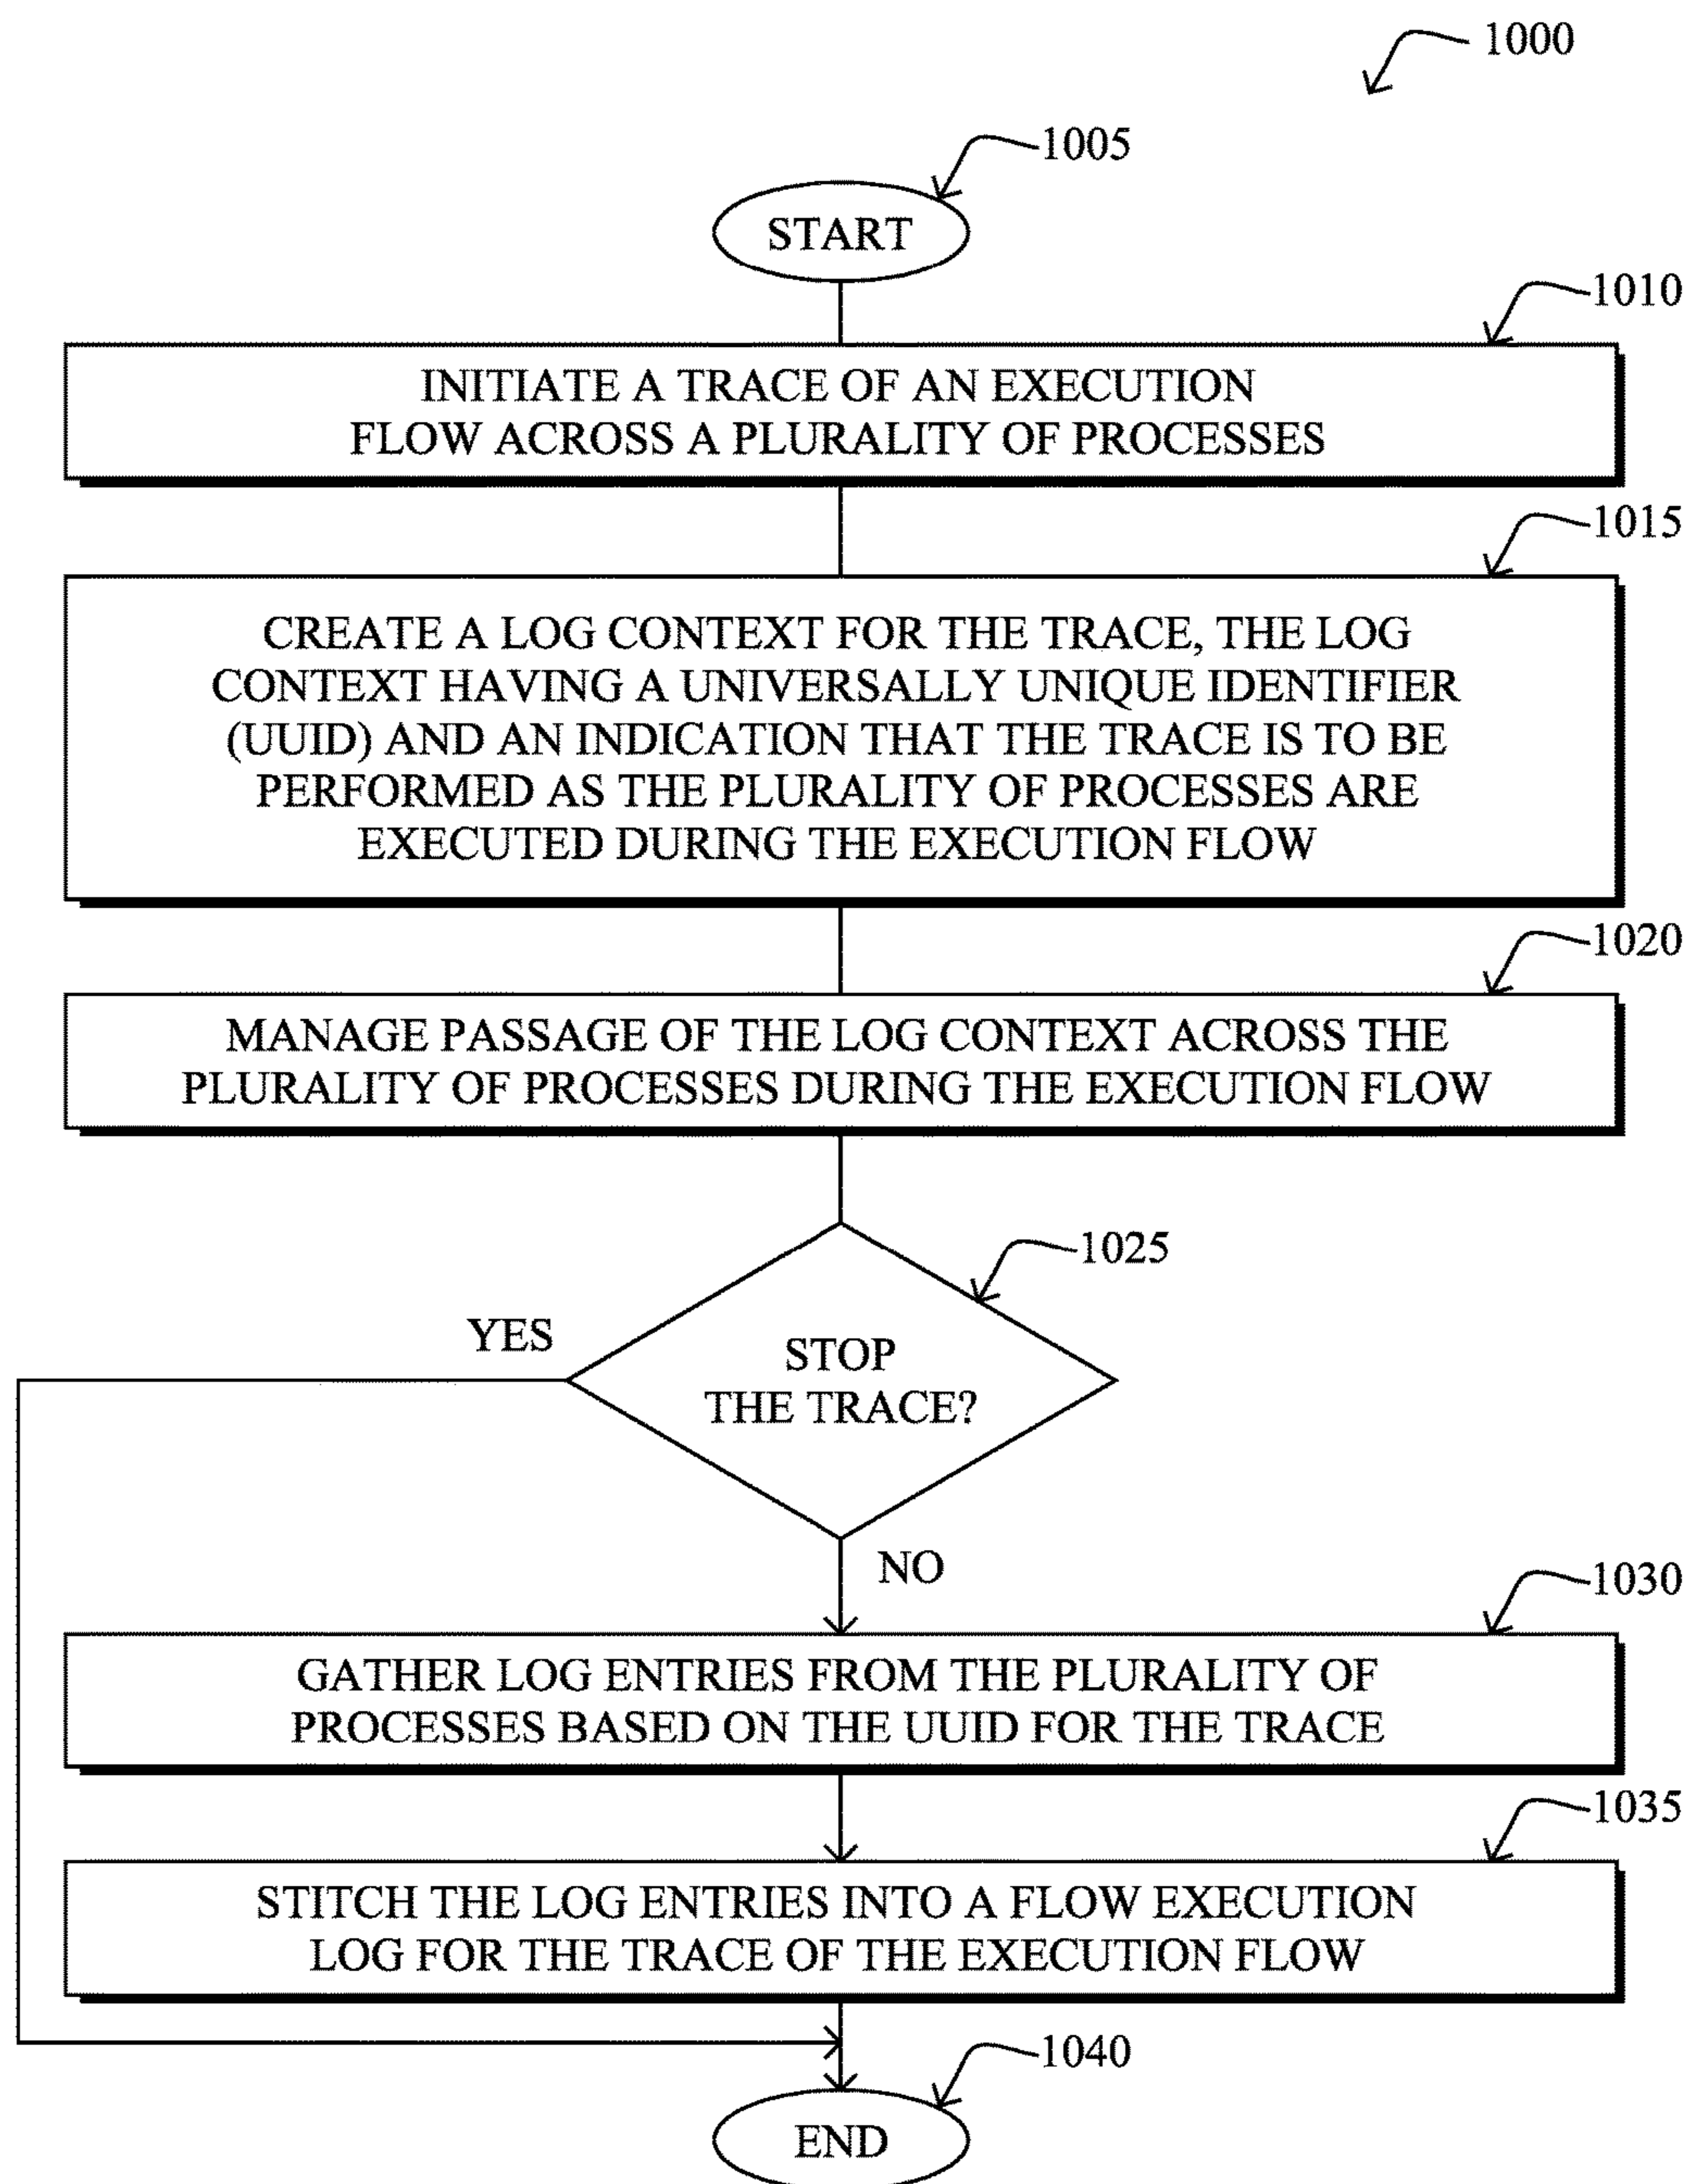 1000
1005
START
1010
INITIATE A TRACE OF AN EXECUTION
FLOW ACROSS A PLURALITY OF PROCESSES
1015
CREATE A LOG CONTEXT FOR THE TRACE, THE LOG
CONTEXT HAVING A UNIVERSALLY UNIQUE IDENTIFIER
(UUID) AND AN INDICATION THAT THE TRACE IS TO BE
PERFORMED AS THE PLURALITY OF PROCESSES ARE
EXECUTED DURING THE EXECUTION FLOW
1020
MANAGE PASSAGE OF THE LOG CONTEXT ACROSS THE
PLURALITY OF PROCESSES DURING THE EXECUTION FLOW
1025
YES
STOP
THE TRACE?
NO
1030
GATHER LOG ENTRIES FROM THE PLURALITY OF
PROCESSES BASED ON THE UUID FOR THE TRACE
1035
STITCH THE LOG ENTRIES INTO A FLOW EXECUTION
LOG FOR THE TRACE OF THE EXECUTION FLOW
1040
END